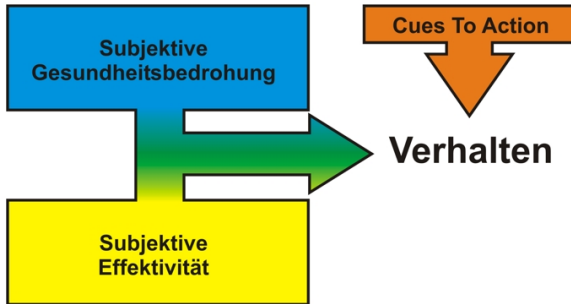 Subjektive
Gesundheitsbedrohung
Cues To Action
Verhalten
Subjektive
Effektivität